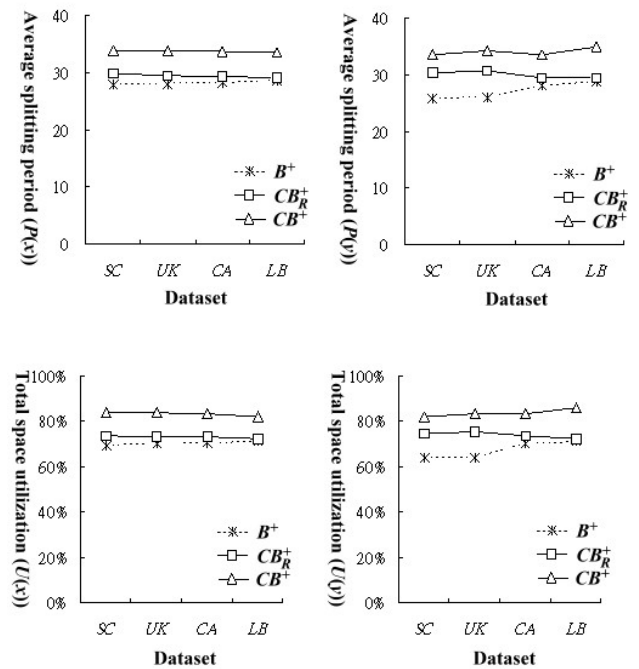 Average splitting period (P(x))
40
30
20
10
0
B+
CB+R
CB+
SC UK CA LB
Dataset
Average splitting period (P(y))
40
30
20
10
0
B+
CB+R
CB+
SC UK CA LB
Dataset
Total space utilization (U(x))
100%
80%
60%
40%
20%
0%
B+
CB+R
CB+
SC UK CA LB
Dataset
Total space utilization (U(y))
100%
80%
60%
40%
20%
0%
B+
CB+R
CB+
SC UK CA LB
Dataset